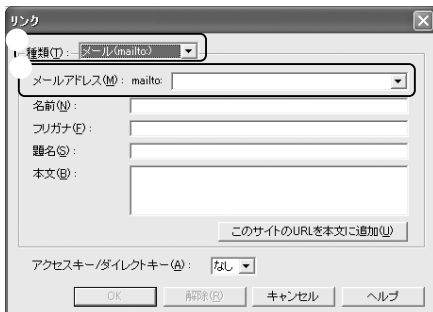 リンク
種類(T): メール(mailto:)
メールアドレス(M): mailto:
名前(N):
フリガナ(F):
題名(S):
本文(B):
このサイトのURLを本文に追加(U)
アクセスキー/ダイレクトキー(A): なし
OK 解除(R) キャンセル ヘルプ